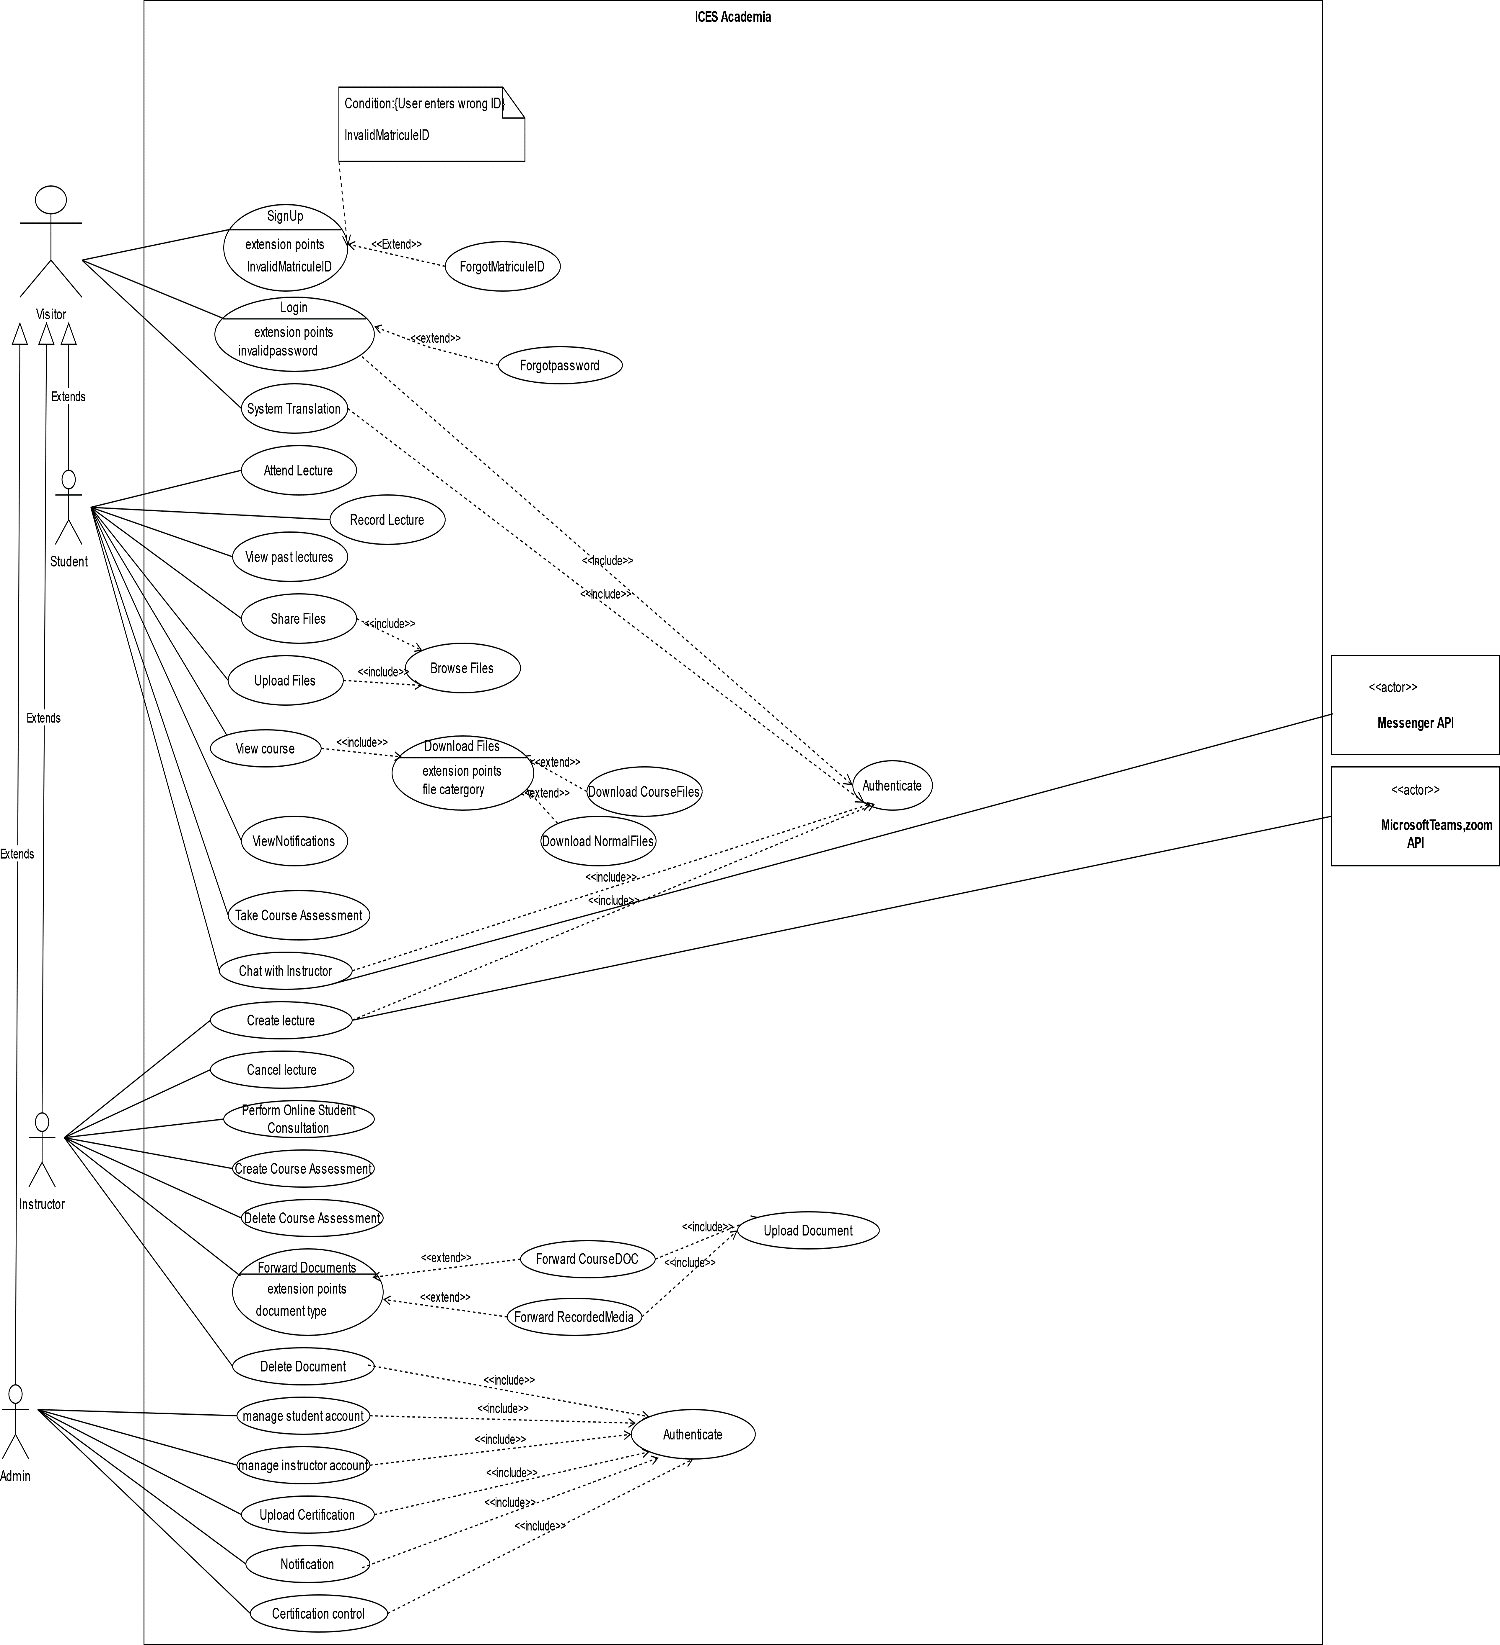 ICES Academia
Condition:{User enters wrong ID}
InvalidMatriculeID
SignUp
extension points
InvalidMatriculeID
<<Extend>>
ForgotMatriculeID
Visitor
Login
extension points
invalidpassword
<<extend>>
Forgotpassword
Extends
System Translation
Attend Lecture
Record Lecture
Student
View past lectures
<<include>>
<<include>>
Share Files
<<include>>
Browse Files
Upload Files
<<include>>
<<actor>>
Messenger API
Extends
View course
<<include>>
Download Files
extension points
file catergory
<<extend>>
Download CourseFiles
<<extend>>
Download NormalFiles
Authenticate
<<actor>>
MicrosoftTeams,zoom
API
ViewNotifications
Extends
<<include>>
<<include>>
Take Course Assessment
Chat with Instructor
Create lecture
Cancel lecture
Perform Online Student
Consultation
Create Course Assessment
Instructor
Delete Course Assessment
<<include>>
Upload Document
Forward Documents
extension points
document type
<<extend>>
Forward CourseDOC
<<include>>
<<extend>>
Forward RecordedMedia
Delete Document
<<include>>
manage student account
<<include>>
Authenticate
<<include>>
manage instructor account
Admin
<<include>>
Upload Certification
<<include>>
<<include>>
Notification
Certification control